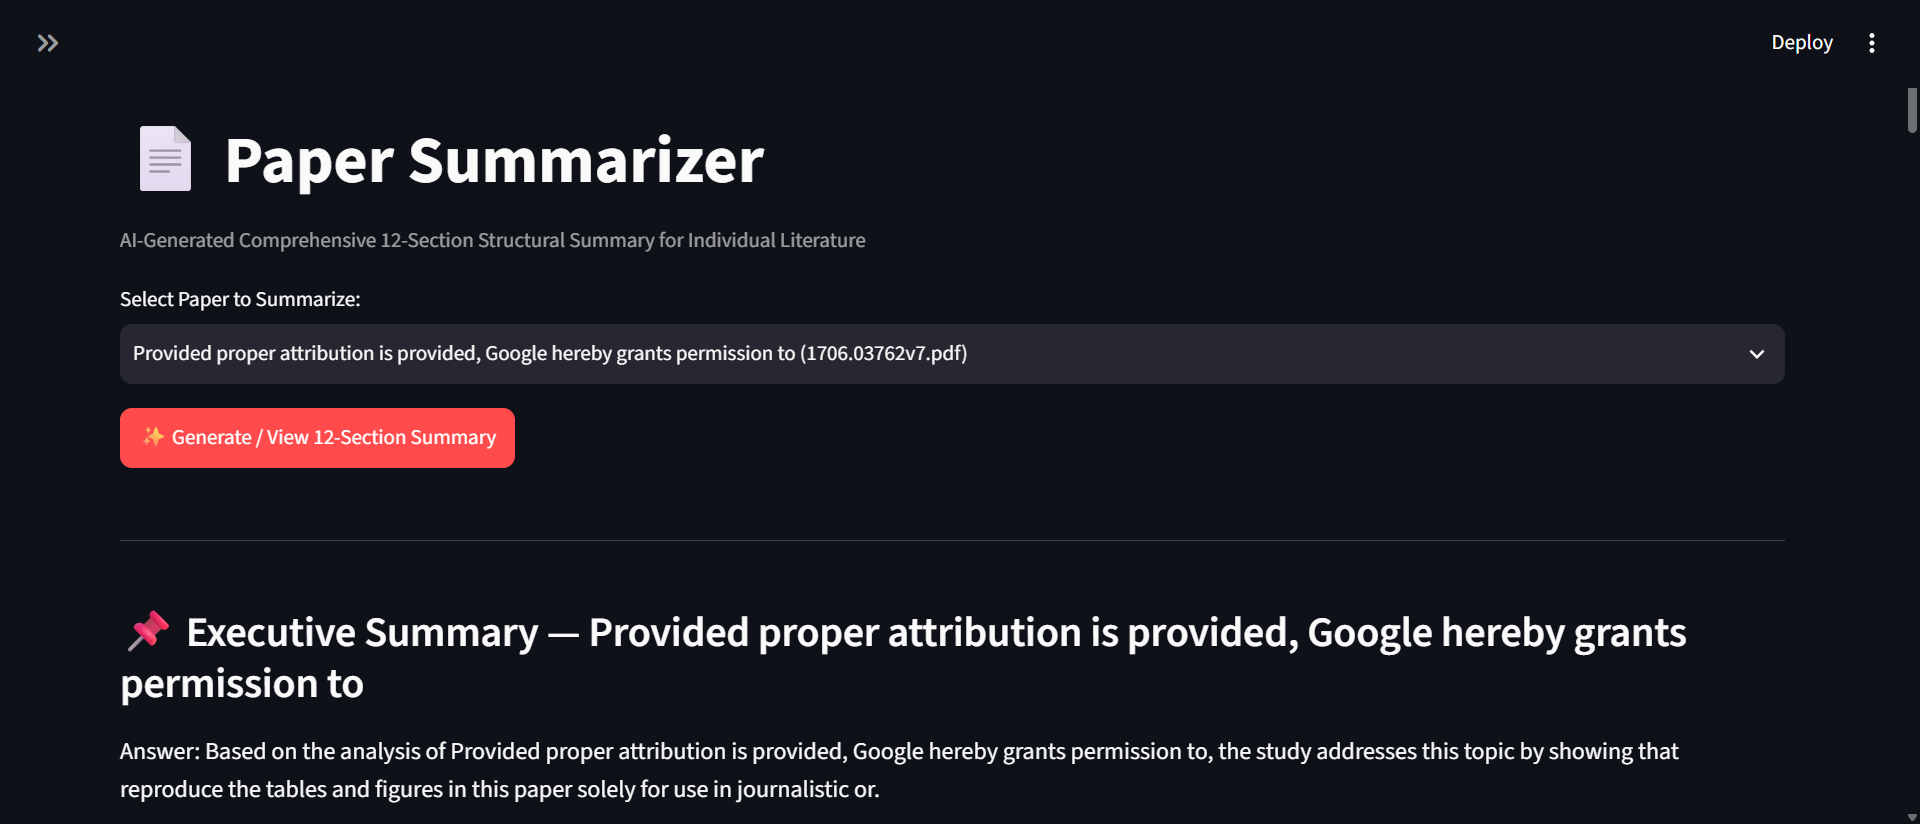 Deploy
Paper Summarizer
AI-Generated Comprehensive 12-Section Structural Summary for Individual Literature
Select Paper to Summarize:
Provided proper attribution is provided, Google hereby grants permission to (1706.03762v7.pdf)
✨ Generate / View 12-Section Summary
Executive Summary — Provided proper attribution is provided, Google hereby grants
permission to
Answer: Based on the analysis of Provided proper attribution is provided, Google hereby grants permission to, the study addresses this topic by showing that
reproduce the tables and figures in this paper solely for use in journalistic or.